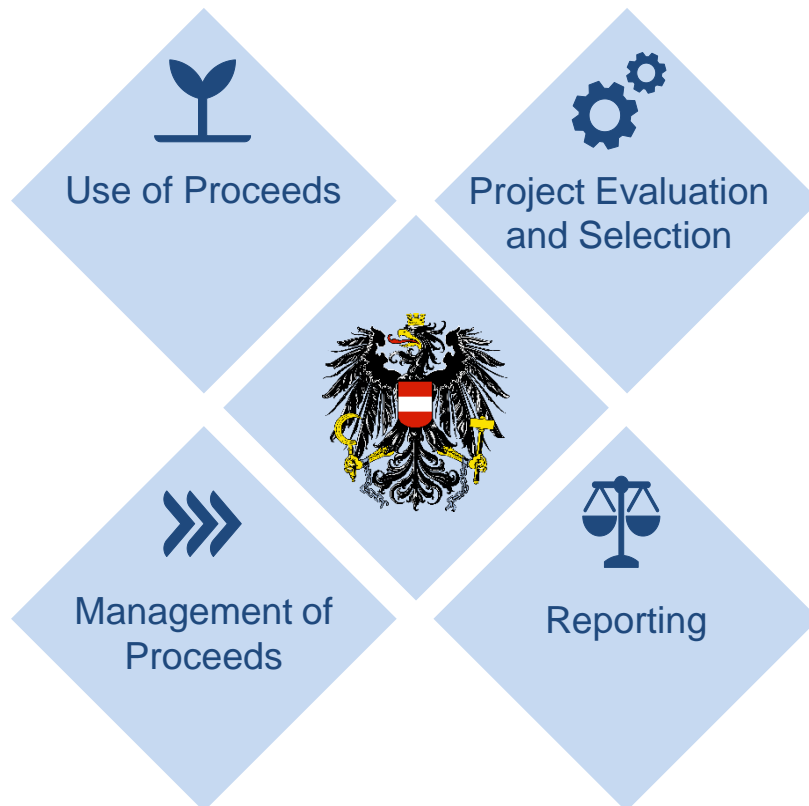 Use of Proceeds
Project Evaluation
and Selection
Management of
Proceeds
Reporting